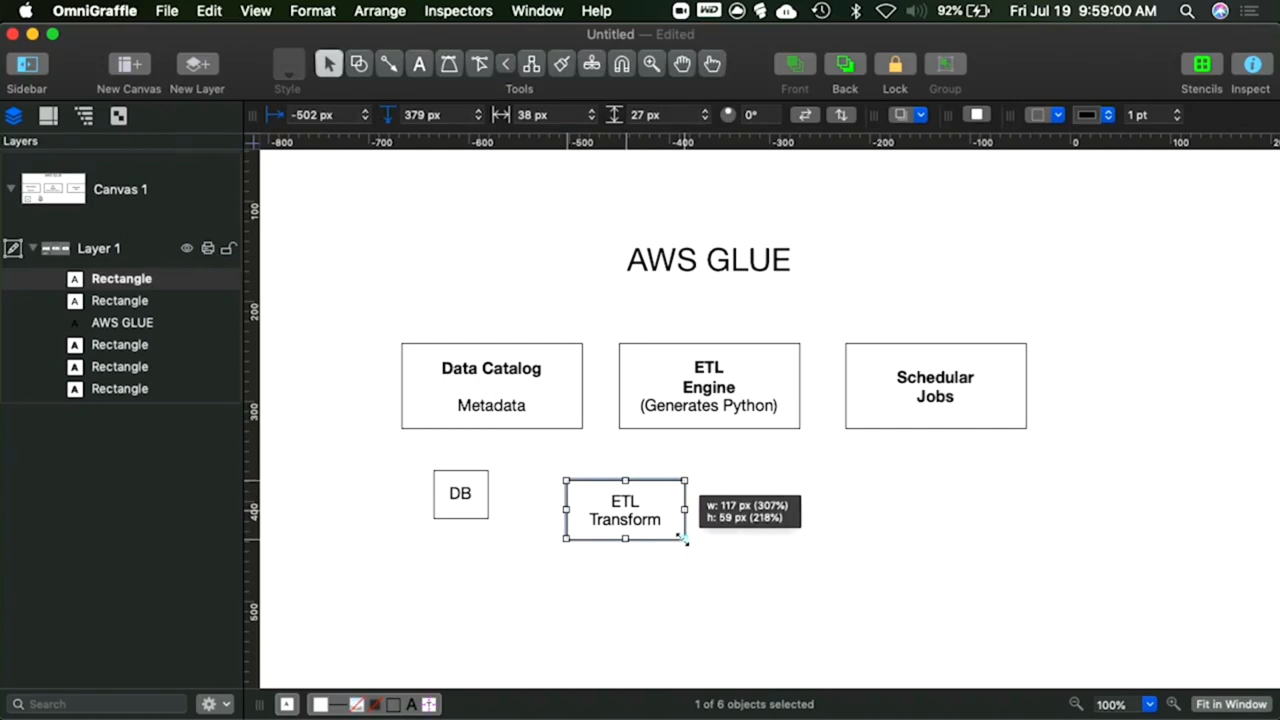 OmniGraffle File Edit View Format Arrange Inspectors Window Help WD 92% Fri Jul 19 9:59:00 AM
Untitled — Edited
Sidebar New Canvas New Layer Style Tools Front Back Lock Group Stencils Inspect
-502 px 379 px 38 px 27 px 0° 1 pt
-800 -700 -600 -500 -400 -300 -200 -100 0 100
Layers
Canvas 1
Layer 1
A Rectangle
A Rectangle
A AWS GLUE
A Rectangle
A Rectangle
A Rectangle
100
200
300
400
500
AWS GLUE
Data Catalog
Metadata
ETL
Engine
(Generates Python)
Schedular
Jobs
DB
ETL
Transform
w: 117 px (307%)
h: 59 px (218%)
Search 1 of 6 objects selected 100% Fit in Window